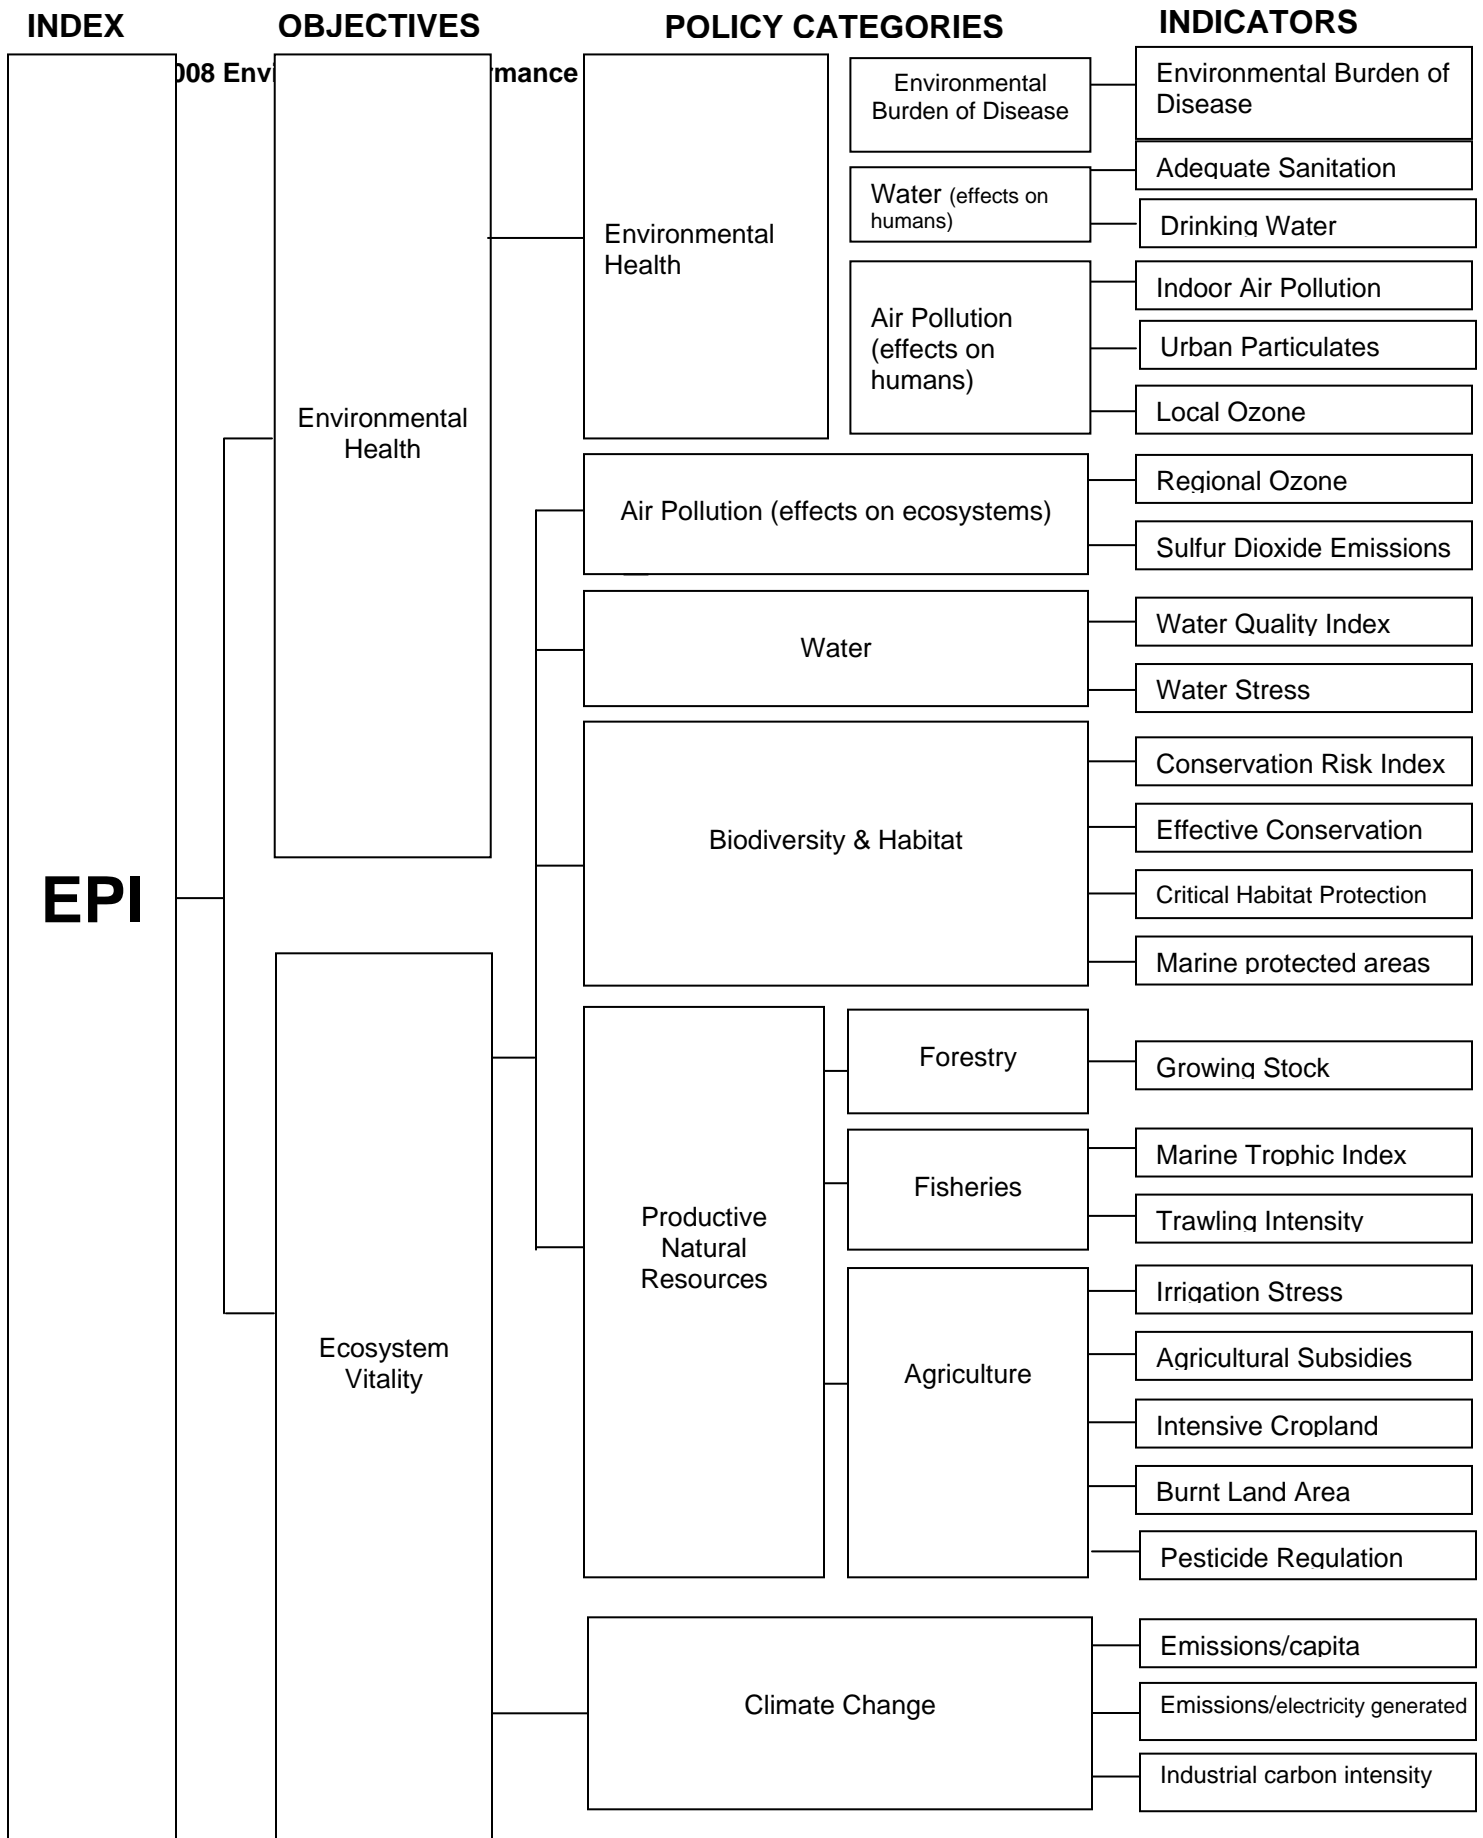 INDEX
OBJECTIVES
POLICY CATEGORIES
INDICATORS
008 Envi
mance
EPI
Environmental
Health
Ecosystem
Vitality
Environmental
Health
Environmental
Burden of Disease
Water (effects on
humans)
Air Pollution
(effects on
humans)
Air Pollution (effects on ecosystems)
Water
Biodiversity & Habitat
Productive
Natural
Resources
Forestry
Fisheries
Agriculture
Climate Change
Environmental Burden of
Disease
Adequate Sanitation
Drinking Water
Indoor Air Pollution
Urban Particulates
Local Ozone
Regional Ozone
Sulfur Dioxide Emissions
Water Quality Index
Water Stress
Conservation Risk Index
Effective Conservation
Critical Habitat Protection
Marine protected areas
Growing Stock
Marine Trophic Index
Trawling Intensity
Irrigation Stress
Agricultural Subsidies
Intensive Cropland
Burnt Land Area
Pesticide Regulation
Emissions/capita
Emissions/electricity generated
Industrial carbon intensity